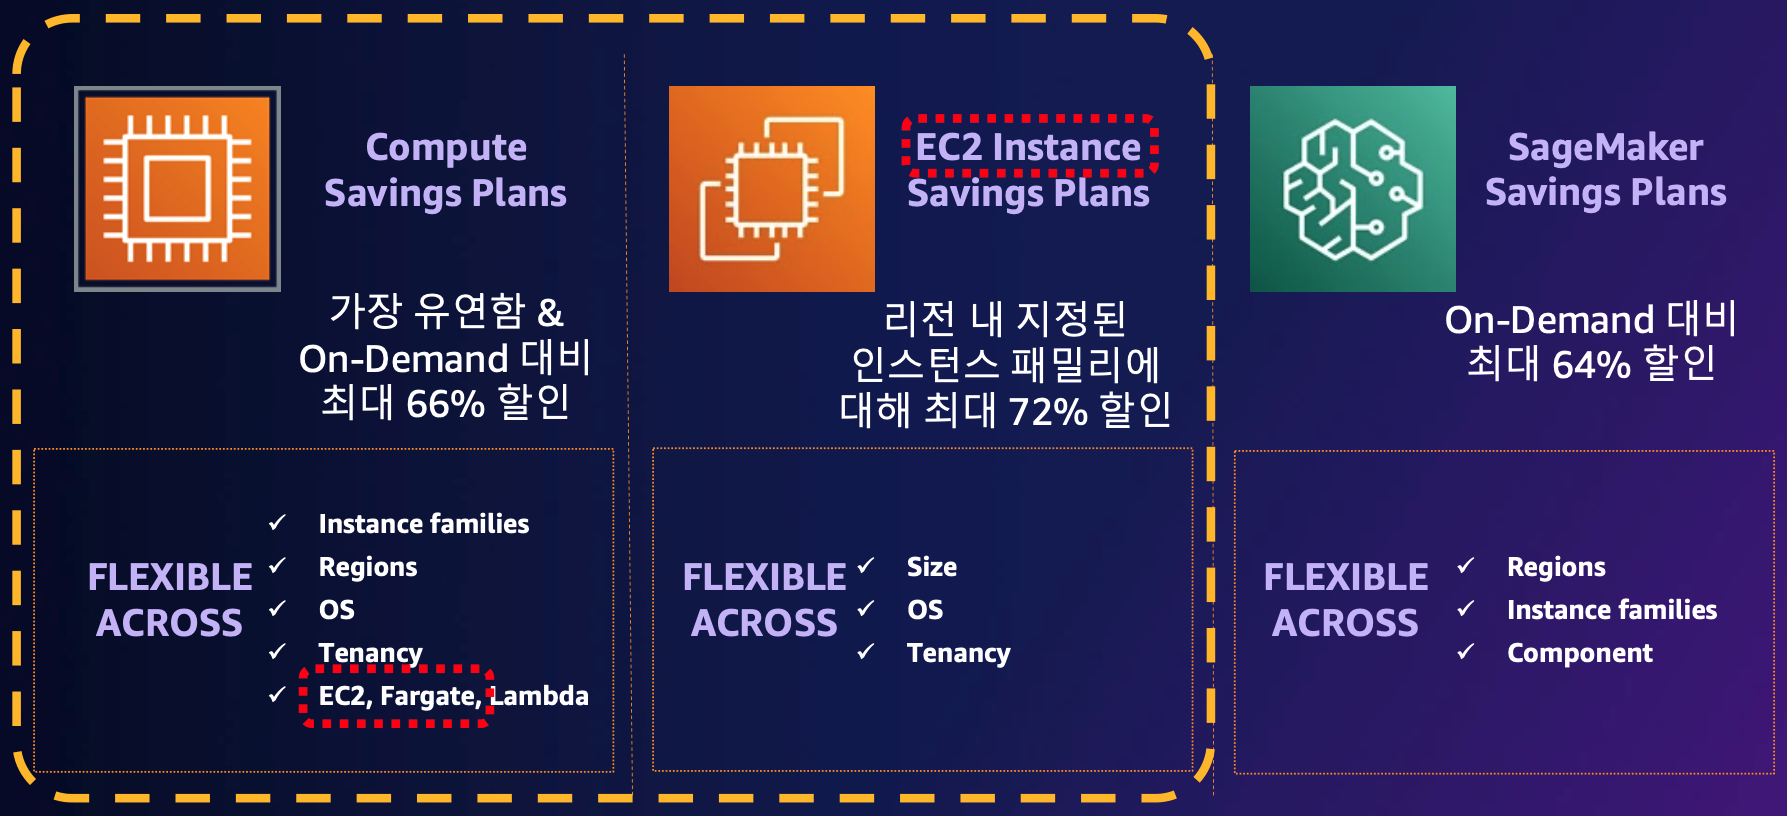 Compute
Savings Plans
가장 유연함 &
On-Demand 대비
최대 66% 할인
FLEXIBLE
ACROSS
✓ Instance families
✓ Regions
✓ OS
✓ Tenancy
✓ EC2, Fargate, Lambda
EC2 Instance
Savings Plans
리전 내 지정된
인스턴스 패밀리에
대해 최대 72% 할인
FLEXIBLE
ACROSS
✓ Size
✓ OS
✓ Tenancy
SageMaker
Savings Plans
On-Demand 대비
최대 64% 할인
FLEXIBLE
ACROSS
✓ Regions
✓ Instance families
✓ Component